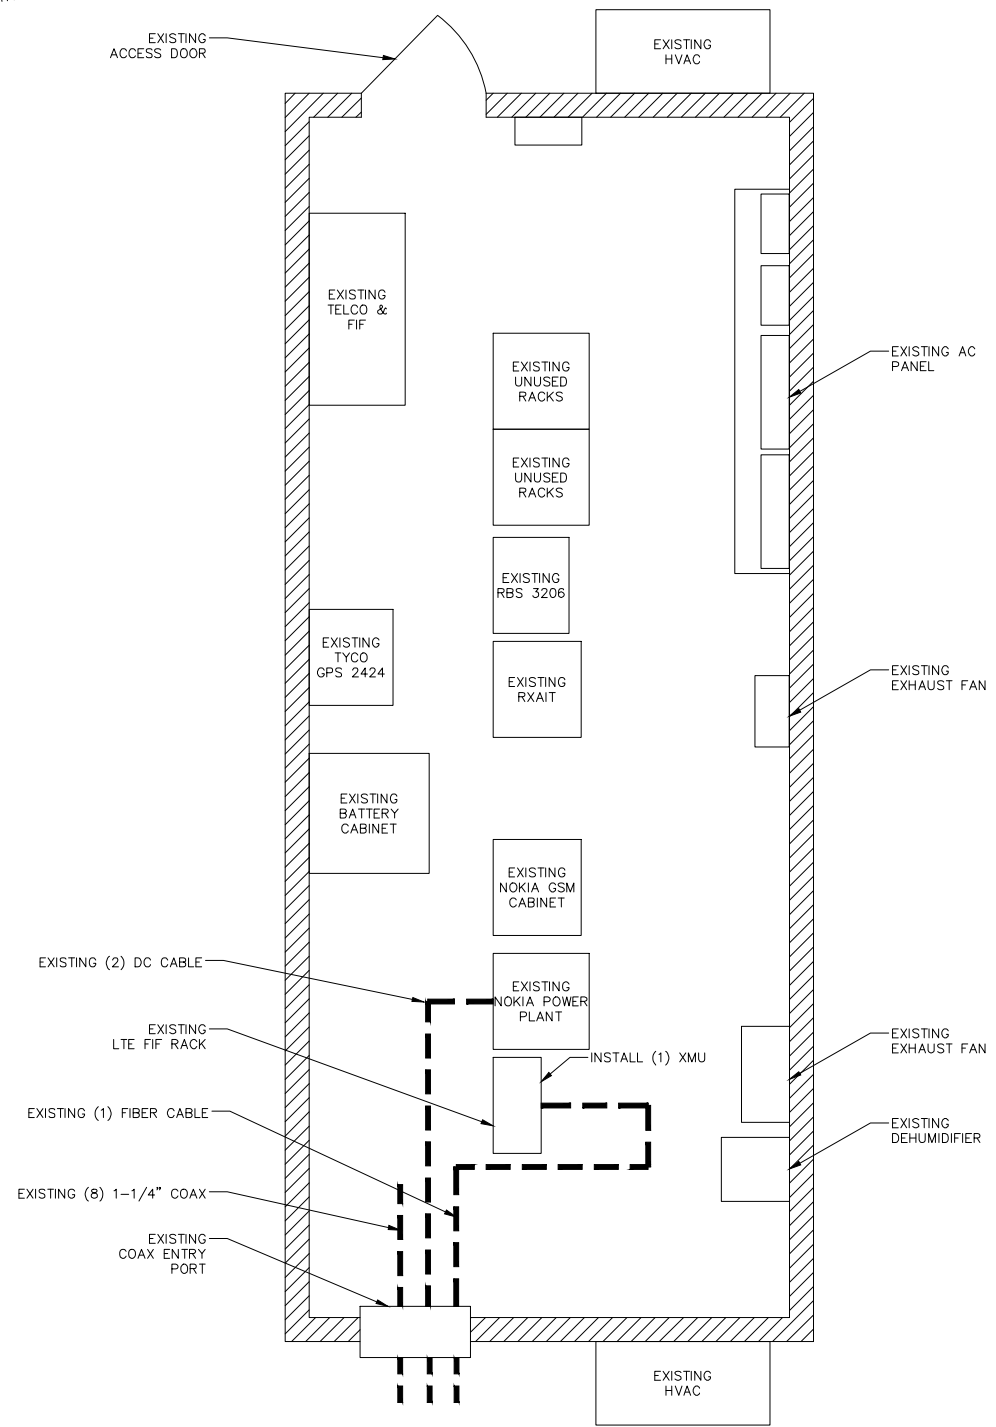 EXISTING
ACCESS DOOR
EXISTING
HVAC
EXISTING
TELCO &
FIF
EXISTING
UNUSED
RACKS
EXISTING AC
PANEL
EXISTING
UNUSED
RACKS
EXISTING
RBS 3206
EXISTING
TYCO
GPS 2424
EXISTING
RXAIT
EXISTING
EXHAUST FAN
EXISTING
BATTERY
CABINET
EXISTING
NOKIA GSM
CABINET
EXISTING (2) DC CABLE
EXISTING
NOKIA POWER
PLANT
EXISTING
LTE FIF RACK
INSTALL (1) XMU
EXISTING
EXHAUST FAN
EXISTING (1) FIBER CABLE
EXISTING
DEHUMIDIFIER
EXISTING (8) 1-1/4" COAX
EXISTING
COAX ENTRY
PORT
EXISTING
HVAC